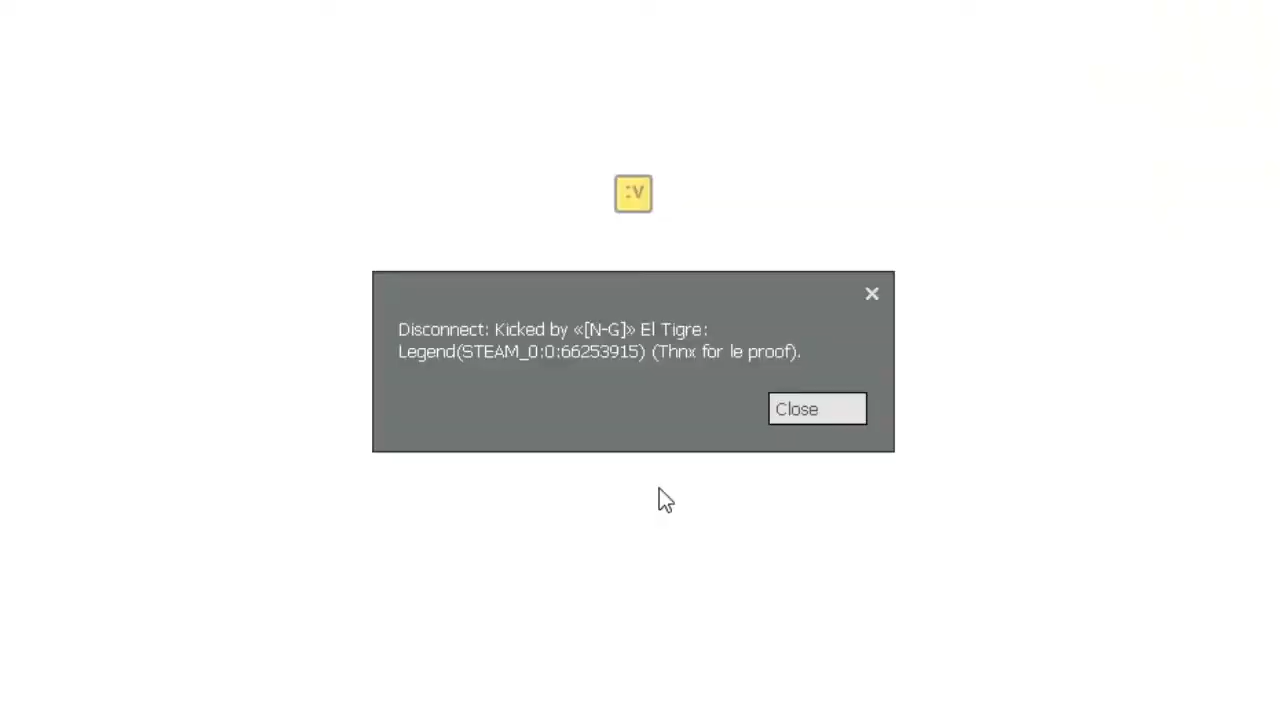 :v
Disconnect: Kicked by «[N-G]» El Tigre:
Legend(STEAM_0:0:66253915) (Thnx for le proof).
Close